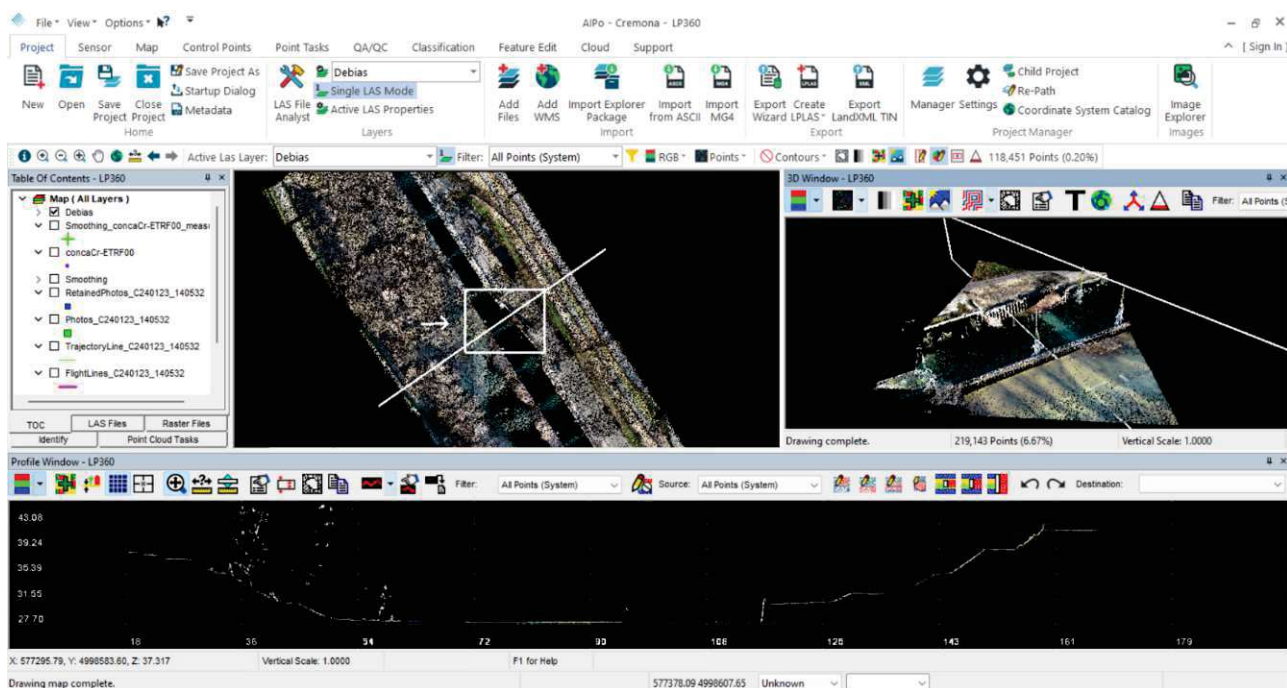 File View Options AIPo - Cremona - LP360
Project Sensor Map Control Points Point Tasks QA/QC Classification Feature Edit Cloud Support [ Sign In ]
New Open Save Project Close Project Save Project As Startup Dialog Metadata
Home
LAS File Analyst Debias Single LAS Mode Active LAS Properties
Layers
Add Files Add WMS Import Explorer Package Import from ASCII Import MG4
Import
Export Wizard Create LPLAS Export LandXML TIN
Export
Manager Settings Child Project Re-Path Coordinate System Catalog
Project Manager
Image Explorer
Images
Active Las Layer: Debias Filter: All Points (System) RGB Points Contours 118,451 Points (0.20%)
Table Of Contents - LP360
Map ( All Layers )
Debias
Smoothing_concaCr-ETRF00_meas
concaCr-ETRF00
Smoothing
RetainedPhotos_C240123_140532
Photos_C240123_140532
TrajectoryLine_C240123_140532
FlightLines_C240123_140532
TOC LAS Files Raster Files
Identify Point Cloud Tasks
3D Window - LP360
Filter: All Points (S
Drawing complete. 219,143 Points (6.67%) Vertical Scale: 1.0000
Profile Window - LP360
Filter: All Points (System) Source: All Points (System) Destination:
43.08
39.24
35.39
31.55
27.70
18 36 54 72 90 108 126 143 161 179
X: 577295.79, Y: 4998583.60, Z: 37.317 Vertical Scale: 1.0000 F1 for Help
Drawing map complete. 577378.09 4998607.65 Unknown